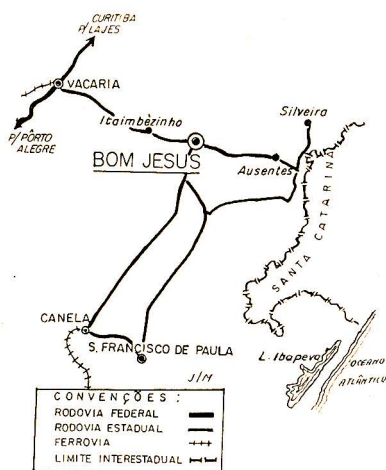 CURITIBA
P/LAJES
VACARIA
Itaimbèzinho
Silveira
P/PÔRTO
ALEGRE
BOM JESUS
Ausentes
SANTA CATARINA
CANELA
S. FRANCISCO DE PAULA
L. Ibapeva
OCEANO
ATLÂNTICO
J/M
CONVENÇÕES :
RODOVIA FEDERAL
RODOVIA ESTADUAL
FERROVIA
LIMITE INTERESTADUAL